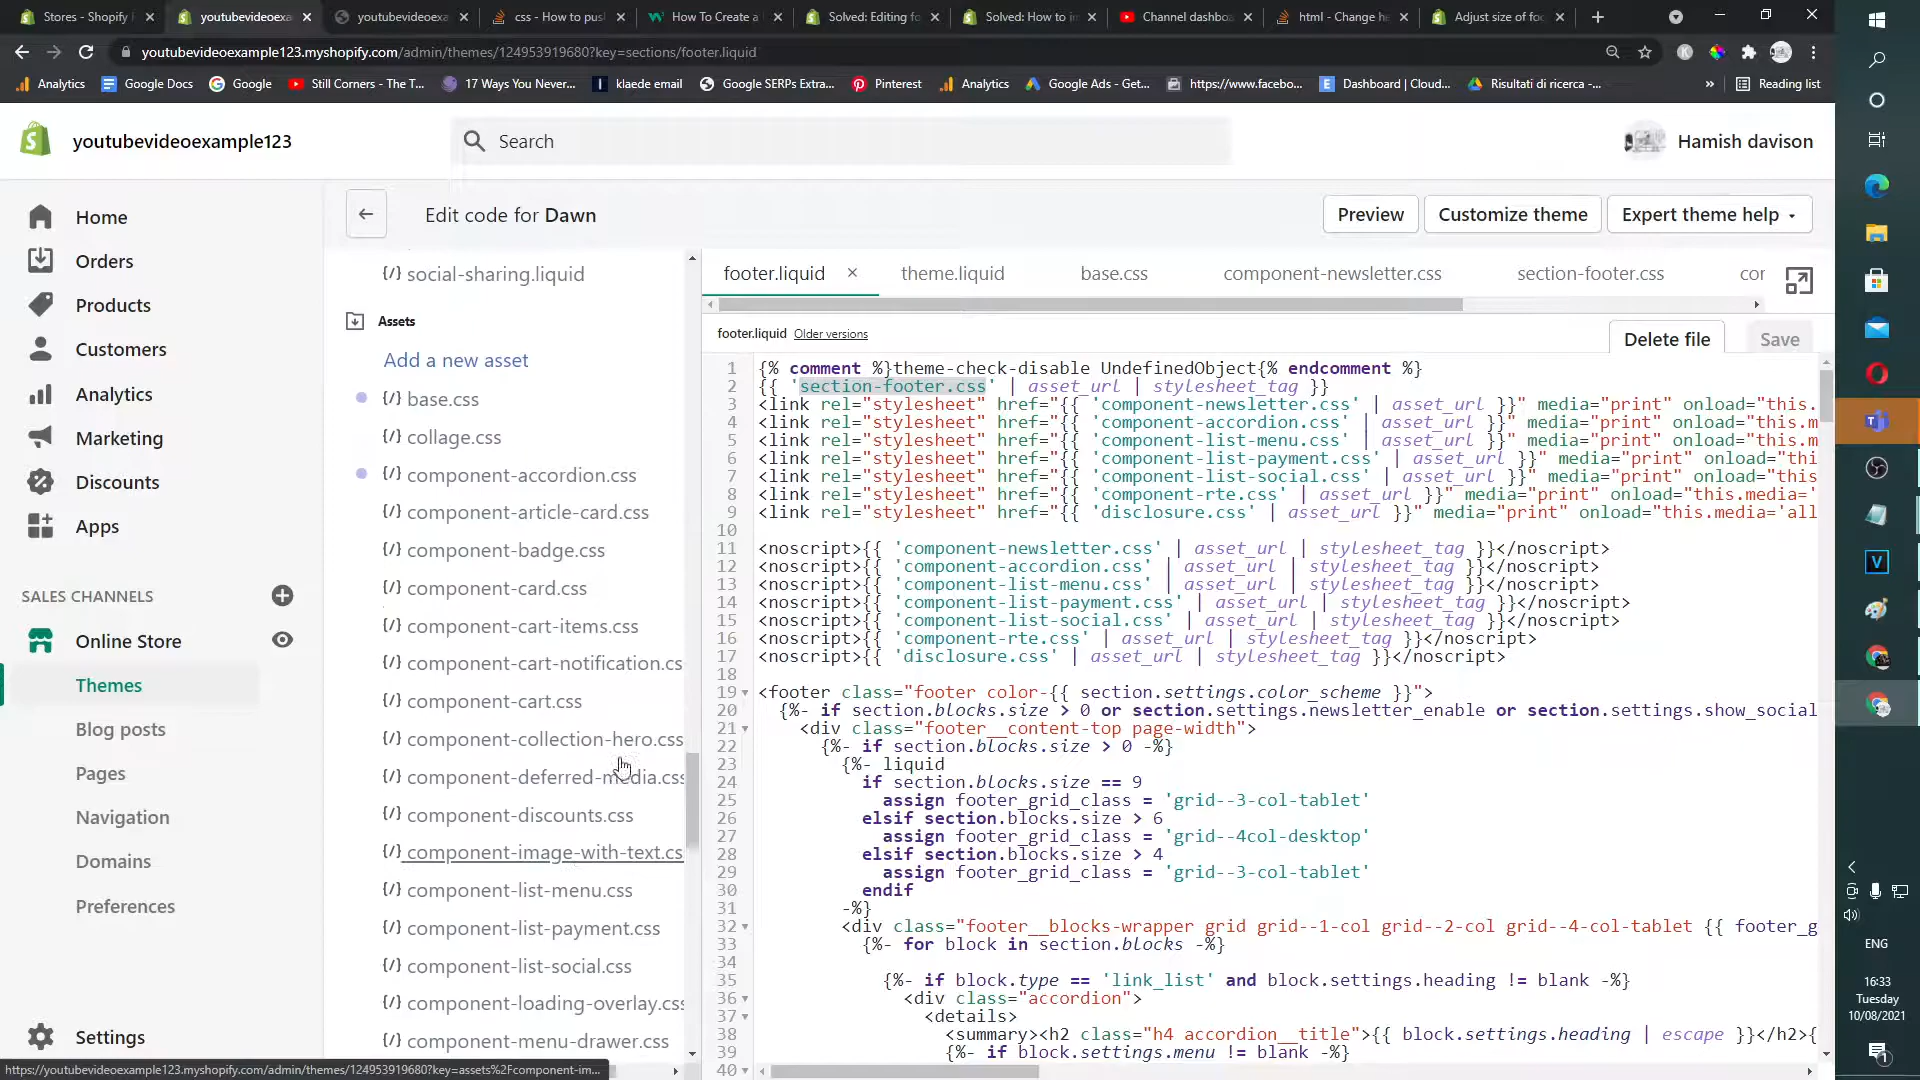 Stores - Shopify
youtubevideoexa
youtubevideoexa
css - How to pus
How To Create a
Solved: Editing fo
Solved: How to in
Channel dashboa
html - Change he
Adjust size of foo
youtubevideoexample123.myshopify.com/admin/themes/124953919680?key=sections/footer.liquid
Analytics
Google Docs
Google
Still Corners - The T...
17 Ways You Never...
klaede email
Google SERPs Extra...
Pinterest
Analytics
Google Ads - Get...
https://www.facebo...
Dashboard | Cloud...
Risultati di ricerca -...
»
Reading list
youtubevideoexample123
Search
Hamish davison
Edit code for Dawn
Preview
Customize theme
Expert theme help
Home
Orders
Products
Customers
Analytics
Marketing
Discounts
Apps
SALES CHANNELS
Online Store
Themes
Blog posts
Pages
Navigation
Domains
Preferences
Settings
{/} social-sharing.liquid
Assets
Add a new asset
{/} base.css
{/} collage.css
{/} component-accordion.css
{/} component-article-card.css
{/} component-badge.css
{/} component-card.css
{/} component-cart-items.css
{/} component-cart-notification.cs
{/} component-cart.css
{/} component-collection-hero.css
{/} component-deferred-media.css
{/} component-discounts.css
{/} component-image-with-text.cs
{/} component-list-menu.css
{/} component-list-payment.css
{/} component-list-social.css
{/} component-loading-overlay.css
{/} component-menu-drawer.css
footer.liquid
theme.liquid
base.css
component-newsletter.css
section-footer.css
cor
footer.liquid Older versions
Delete file
Save
1 {% comment %}theme-check-disable UndefinedObject{% endcomment %}
2 {{ 'section-footer.css' | asset_url | stylesheet_tag }}
3 <link rel="stylesheet" href="{{ 'component-newsletter.css' | asset_url }}" media="print" onload="this.
4 <link rel="stylesheet" href="{{ 'component-accordion.css' | asset_url }}" media="print" onload="this.m
5 <link rel="stylesheet" href="{{ 'component-list-menu.css' | asset_url }}" media="print" onload="this.m
6 <link rel="stylesheet" href="{{ 'component-list-payment.css' | asset_url }}" media="print" onload="thi
7 <link rel="stylesheet" href="{{ 'component-list-social.css' | asset_url }}" media="print" onload="this
8 <link rel="stylesheet" href="{{ 'component-rte.css' | asset_url }}" media="print" onload="this.media='
9 <link rel="stylesheet" href="{{ 'disclosure.css' | asset_url }}" media="print" onload="this.media='all
10
11 <noscript>{{ 'component-newsletter.css' | asset_url | stylesheet_tag }}</noscript>
12 <noscript>{{ 'component-accordion.css' | asset_url | stylesheet_tag }}</noscript>
13 <noscript>{{ 'component-list-menu.css' | asset_url | stylesheet_tag }}</noscript>
14 <noscript>{{ 'component-list-payment.css' | asset_url | stylesheet_tag }}</noscript>
15 <noscript>{{ 'component-list-social.css' | asset_url | stylesheet_tag }}</noscript>
16 <noscript>{{ 'component-rte.css' | asset_url | stylesheet_tag }}</noscript>
17 <noscript>{{ 'disclosure.css' | asset_url | stylesheet_tag }}</noscript>
18
19 <footer class="footer color-{{ section.settings.color_scheme }}">
20 {%- if section.blocks.size > 0 or section.settings.newsletter_enable or section.settings.show_social
21 <div class="footer__content-top page-width">
22 {%- if section.blocks.size > 0 -%}
23 {%- liquid
24 if section.blocks.size == 9
25 assign footer_grid_class = 'grid--3-col-tablet'
26 elsif section.blocks.size > 6
27 assign footer_grid_class = 'grid--4col-desktop'
28 elsif section.blocks.size > 4
29 assign footer_grid_class = 'grid--3-col-tablet'
30 endif
31 -%}
32 <div class="footer__blocks-wrapper grid grid--1-col grid--2-col grid--4-col-tablet {{ footer_g
33 {%- for block in section.blocks -%}
34
35 {%- if block.type == 'link_list' and block.settings.heading != blank -%}
36 <div class="accordion">
37 <details>
38 <summary><h2 class="h4 accordion__title">{{ block.settings.heading | escape }}</h2>{
39 {%- if block.settings.menu != blank -%}
40
https://youtubevideoexample123.myshopify.com/admin/themes/124953919680?key=assets%2Fcomponent-im...
ENG
16:33
Tuesday
10/08/2021
1